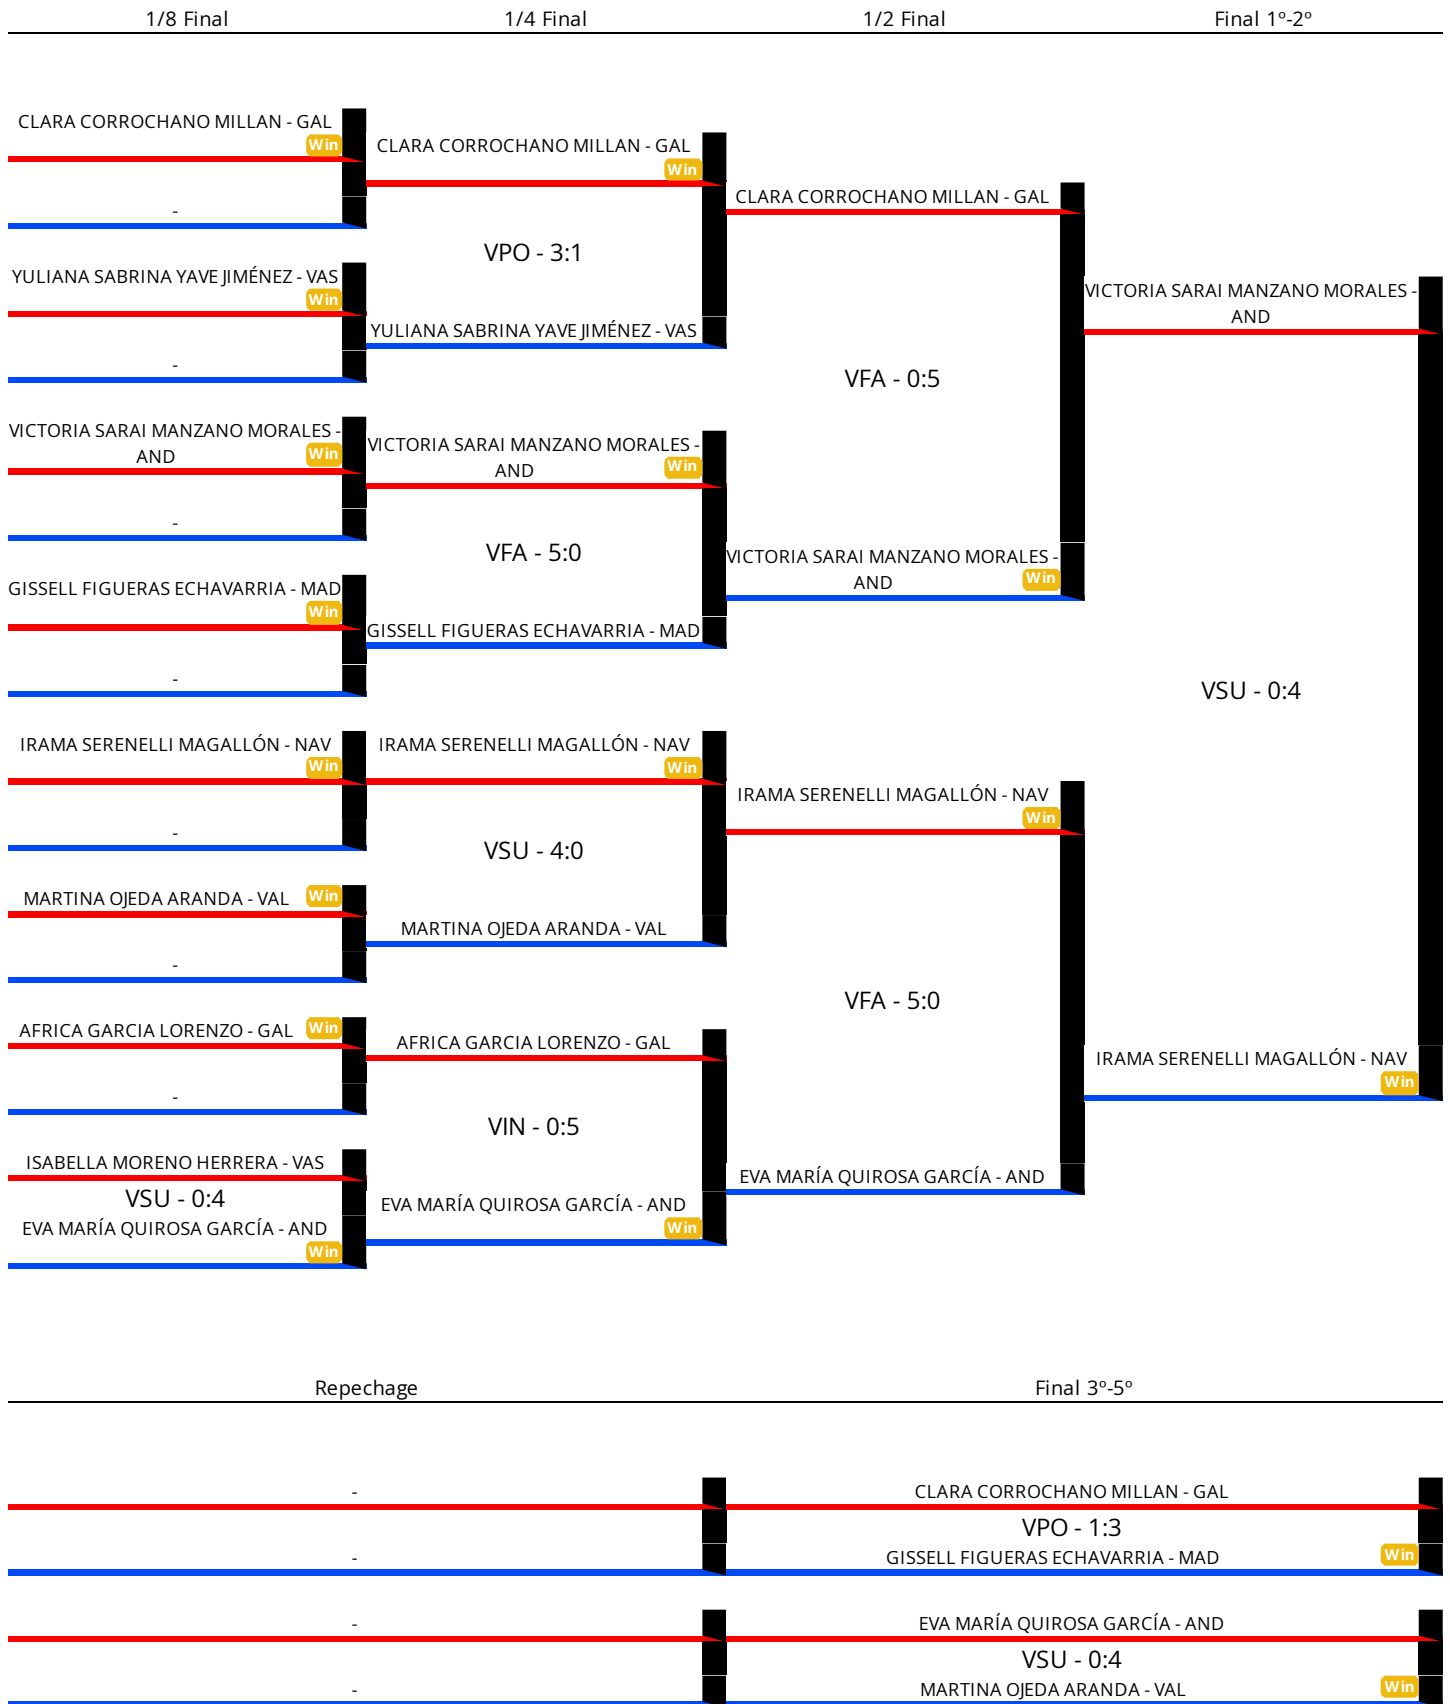 1/8 Final
1/4 Final
1/2 Final
Final 1º-2º
CLARA CORROCHANO MILLAN - GAL
Win
-
YULIANA SABRINA YAVE JIMÉNEZ - VAS
Win
-
VICTORIA SARAI MANZANO MORALES -
AND
Win
-
GISSELL FIGUERAS ECHAVARRIA - MAD
Win
-
IRAMA SERENELLI MAGALLÓN - NAV
Win
-
MARTINA OJEDA ARANDA - VAL
Win
-
AFRICA GARCIA LORENZO - GAL
Win
-
ISABELLA MORENO HERRERA - VAS
VSU - 0:4
EVA MARÍA QUIROSA GARCÍA - AND
Win
CLARA CORROCHANO MILLAN - GAL
Win
VPO - 3:1
YULIANA SABRINA YAVE JIMÉNEZ - VAS
VICTORIA SARAI MANZANO MORALES -
AND
Win
VFA - 5:0
GISSELL FIGUERAS ECHAVARRIA - MAD
IRAMA SERENELLI MAGALLÓN - NAV
Win
VSU - 4:0
MARTINA OJEDA ARANDA - VAL
AFRICA GARCIA LORENZO - GAL
VIN - 0:5
EVA MARÍA QUIROSA GARCÍA - AND
Win
CLARA CORROCHANO MILLAN - GAL
VFA - 0:5
VICTORIA SARAI MANZANO MORALES -
AND
Win
IRAMA SERENELLI MAGALLÓN - NAV
Win
VFA - 5:0
EVA MARÍA QUIROSA GARCÍA - AND
VICTORIA SARAI MANZANO MORALES -
AND
VSU - 0:4
IRAMA SERENELLI MAGALLÓN - NAV
Win
Repechage
Final 3º-5º
-
-
-
-
CLARA CORROCHANO MILLAN - GAL
VPO - 1:3
GISSELL FIGUERAS ECHAVARRIA - MAD
Win
EVA MARÍA QUIROSA GARCÍA - AND
VSU - 0:4
MARTINA OJEDA ARANDA - VAL
Win